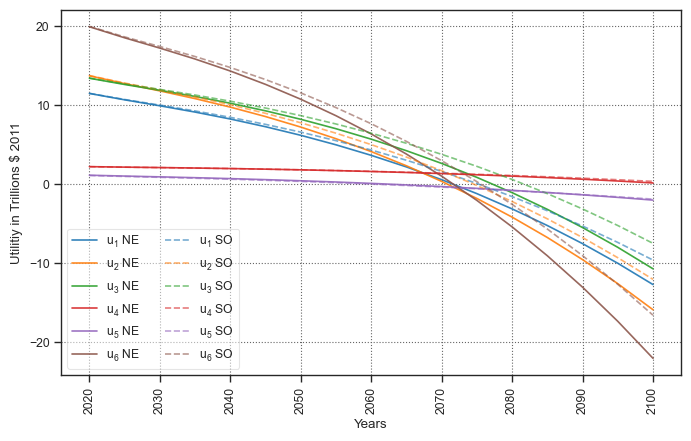 20
10
0
−10
−20
Utilitiy in Trillions $ 2011
u1 NE
u2 NE
u3 NE
u4 NE
u5 NE
u6 NE
u1 SO
u2 SO
u3 SO
u4 SO
u5 SO
u6 SO
2020 2030 2040 2050 2060 2070 2080 2090 2100
Years